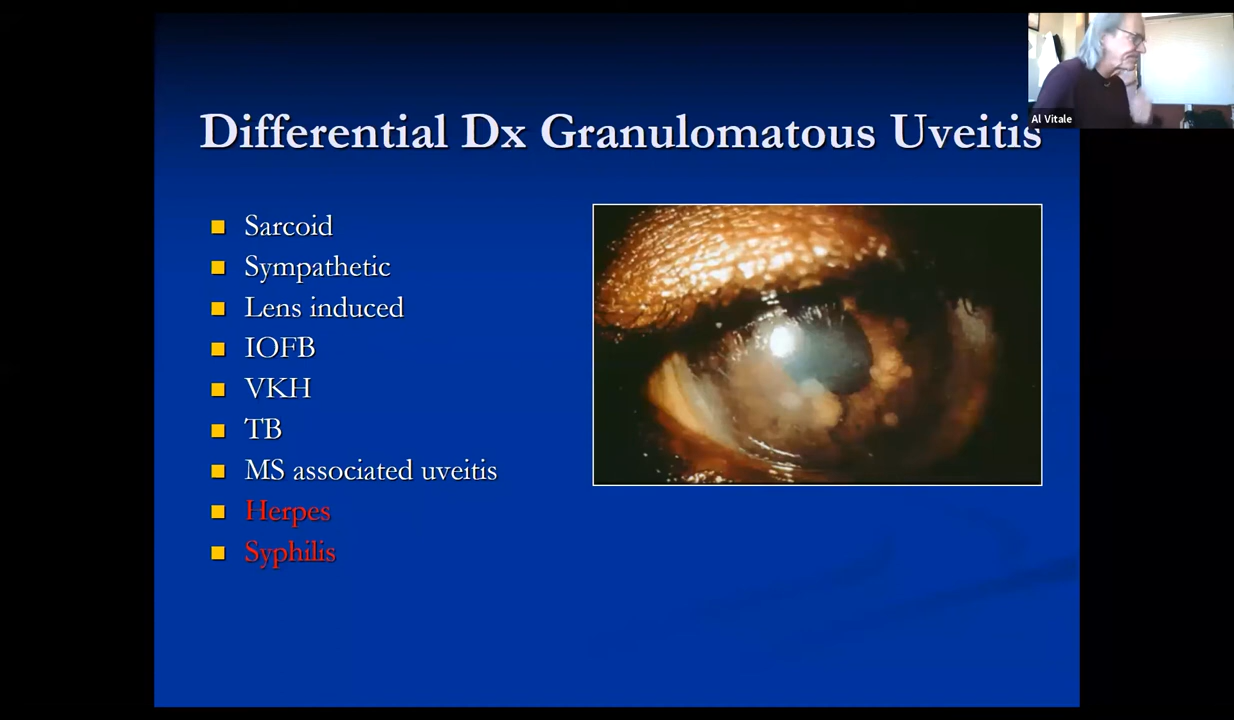 Al Vitale
Differential Dx Granulomatous Uveitis
Sarcoid
Sympathetic
Lens induced
IOFB
VKH
TB
MS associated uveitis
Herpes
Syphilis